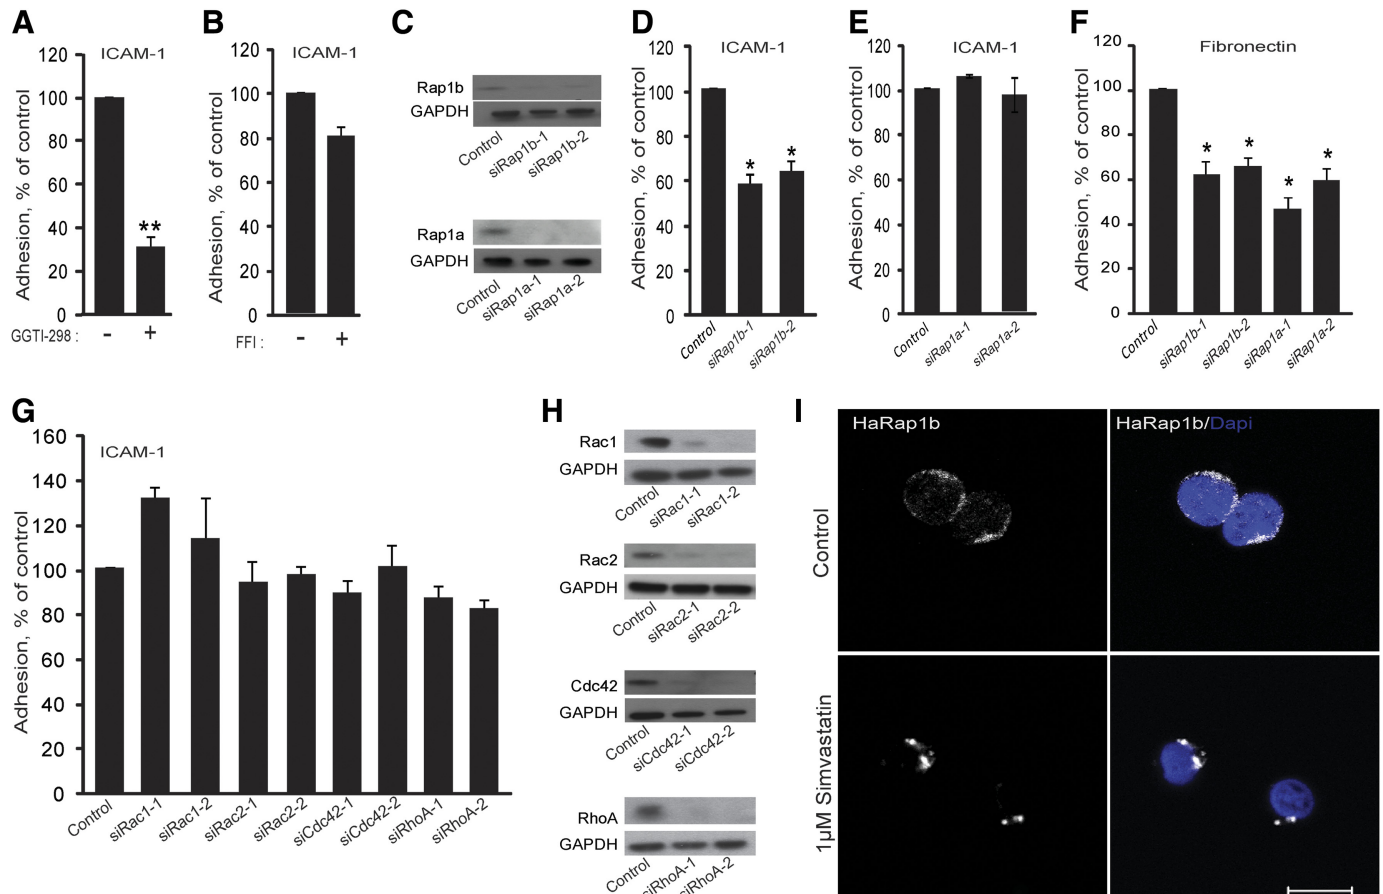 A
ICAM-1
Adhesion, % of control
120
100
80
60
40
20
0
**
GGTI-298 :
-
+
B
ICAM-1
Adhesion, % of control
120
100
80
60
40
20
0
FFI :
-
+
C
Rap1b
GAPDH
Control
siRap1b-1
siRap1b-2
Rap1a
GAPDH
Control
siRap1a-1
siRap1a-2
D
ICAM-1
Adhesion, % of control
120
100
80
60
40
20
0
*
*
Control
siRap1b-1
siRap1b-2
E
ICAM-1
Adhesion, % of control
120
100
80
60
40
20
0
Control
siRap1a-1
siRap1a-2
F
Fibronectin
Adhesion, % of control
120
100
80
60
40
20
0
*
*
*
*
Control
siRap1b-1
siRap1b-2
siRap1a-1
siRap1a-2
G
ICAM-1
Adhesion, % of control
160
140
120
100
80
60
40
20
0
Control
siRac1-1
siRac1-2
siRac2-1
siRac2-2
siCdc42-1
siCdc42-2
siRhoA-1
siRhoA-2
H
Rac1
GAPDH
Control
siRac1-1
siRac1-2
Rac2
GAPDH
Control
siRac2-1
siRac2-2
Cdc42
GAPDH
Control
siCdc42-1
siCdc42-2
RhoA
GAPDH
Control
siRhoA-1
siRhoA-2
I
HaRap1b
HaRap1b/Dapi
Control
1µM Simvastatin